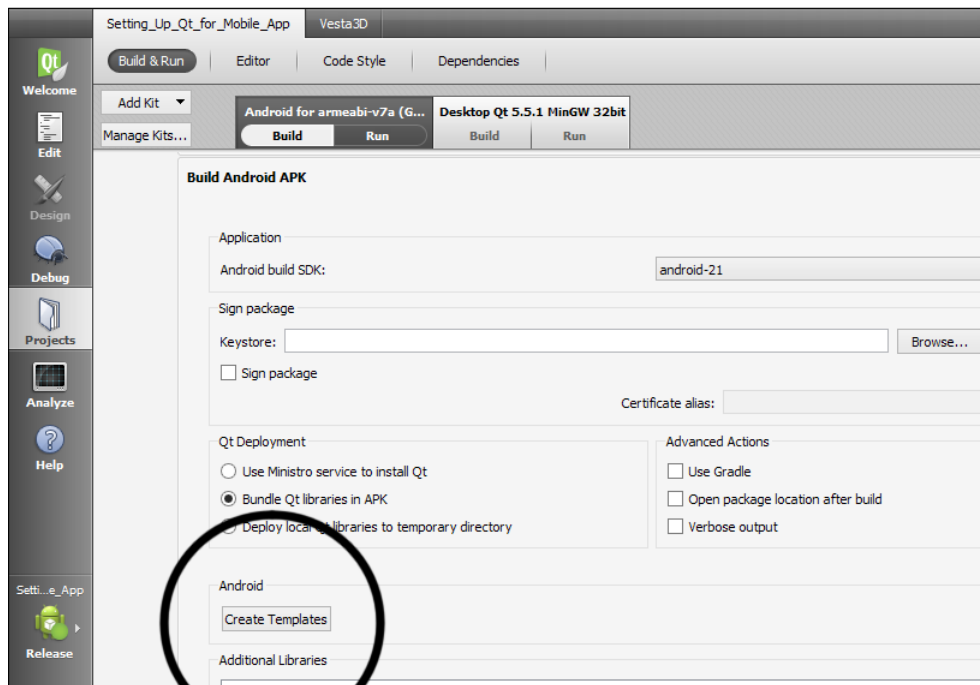 Setting_Up_Qt_for_Mobile_App Vesta3D
Build & Run Editor Code Style Dependencies
Qt
Welcome
Edit
Design
Debug
Projects
Analyze
Help
Setti...e_App
Release
Add Kit
Manage Kits...
Android for armeabi-v7a (G...
Build Run
Desktop Qt 5.5.1 MinGW 32bit
Build Run
Build Android APK
Application
Android build SDK: android-21
Sign package
Keystore: Browse...
Sign package
Certificate alias:
Qt Deployment
Use Ministro service to install Qt
Bundle Qt libraries in APK
Deploy local Qt libraries to temporary directory
Advanced Actions
Use Gradle
Open package location after build
Verbose output
Android
Create Templates
Additional Libraries